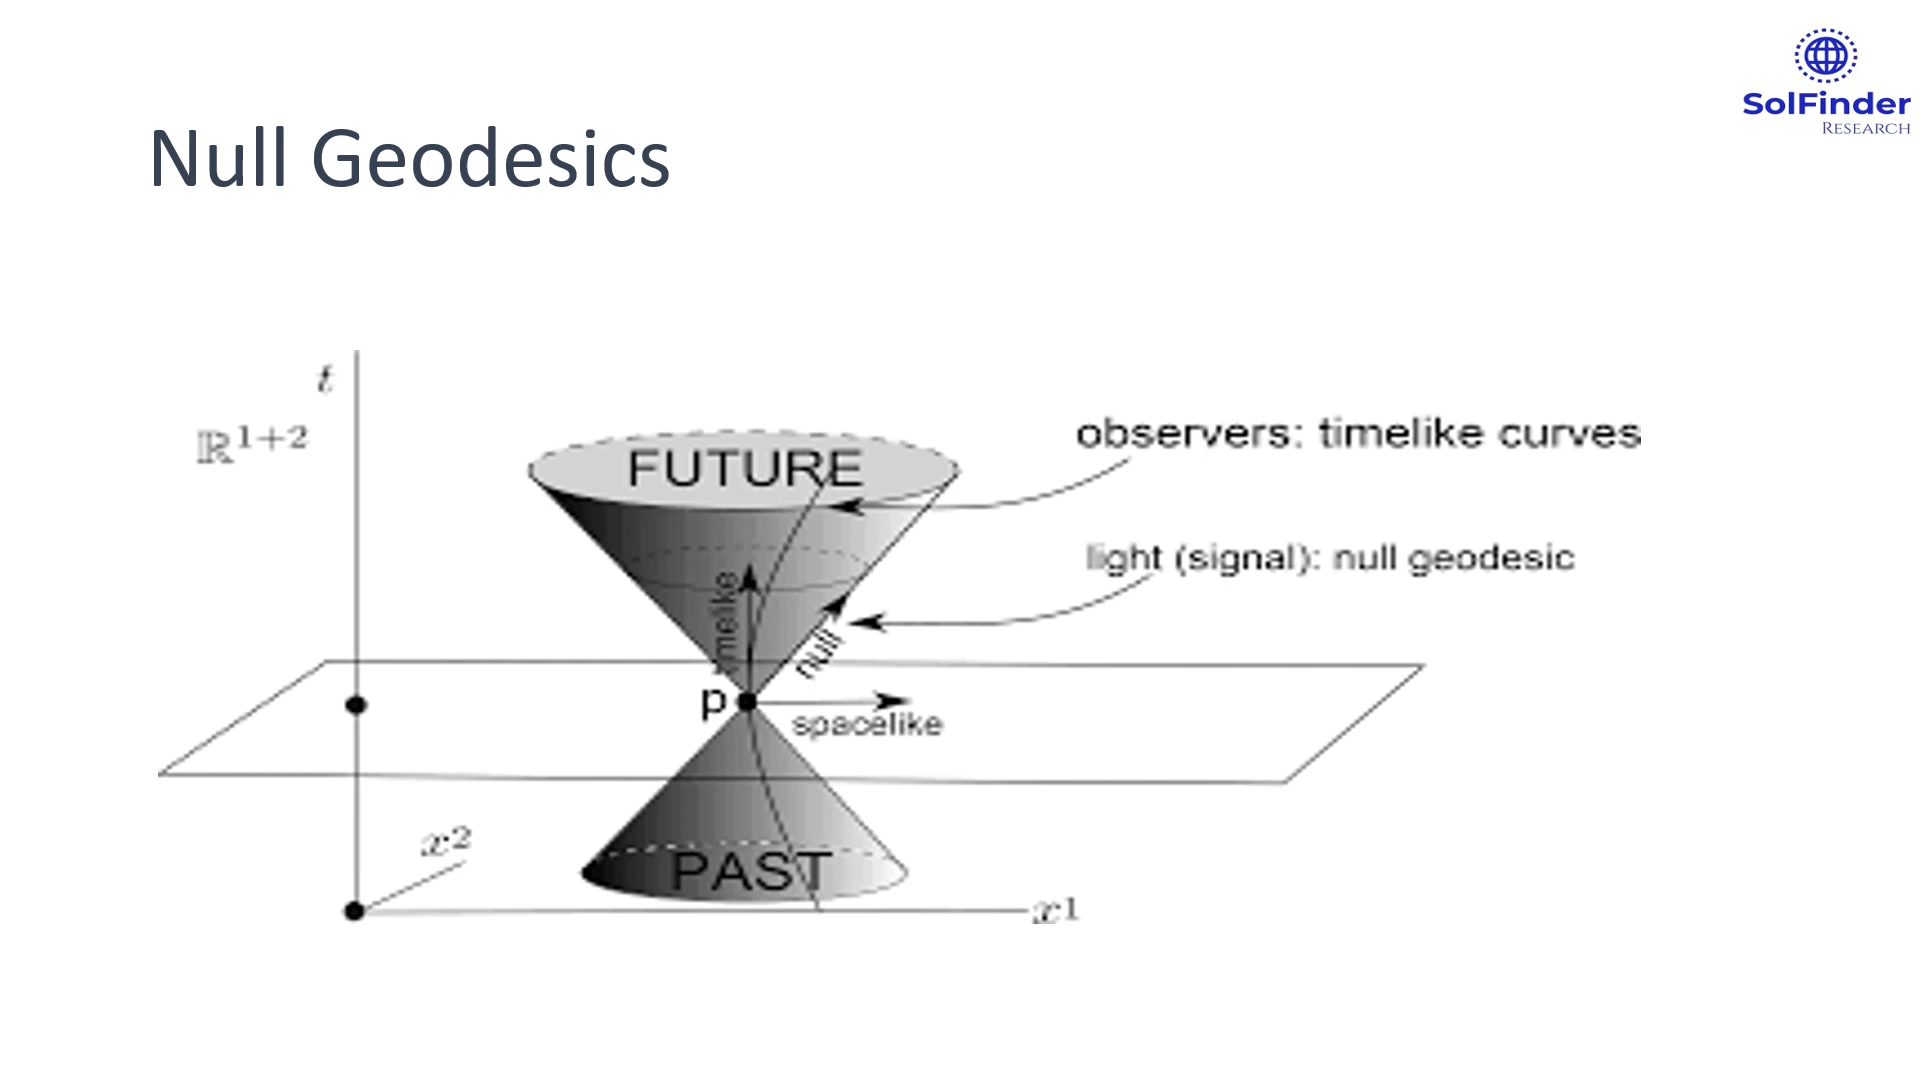 SolFinder
RESEARCH
Null Geodesics
t
ℝ¹⁺²
FUTURE
observers: timelike curves
light (signal): null geodesic
timelike
null
p
spacelike
x²
PAST
x¹